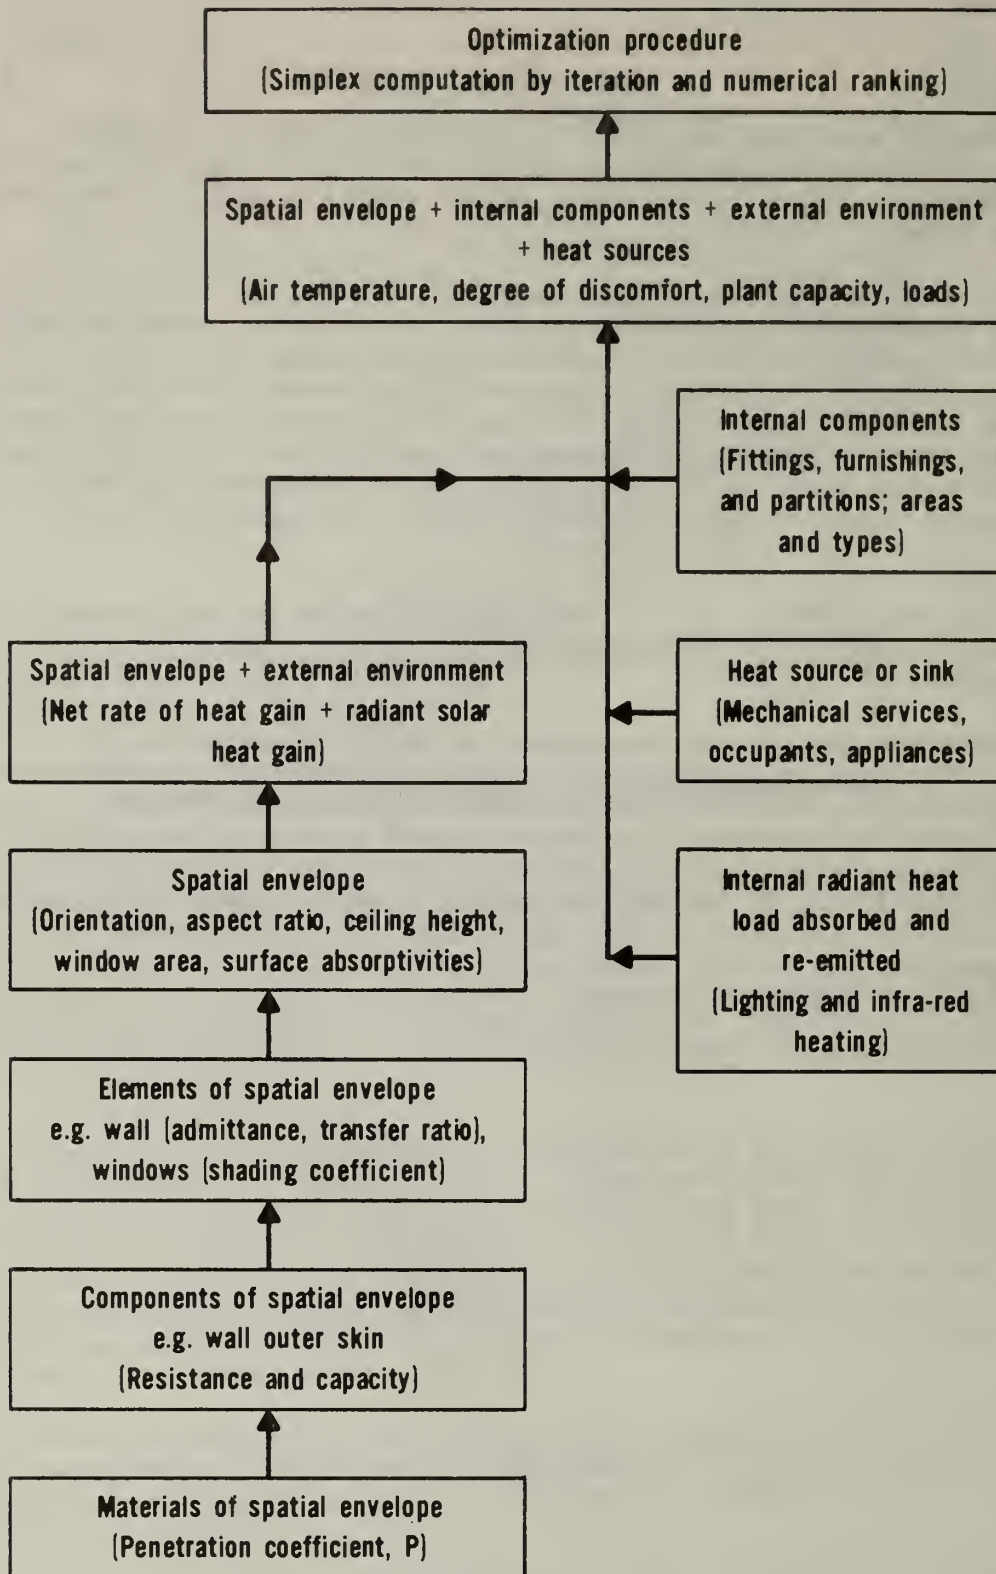 Optimization procedure
(Simplex computation by iteration and numerical ranking)
Spatial envelope + internal components + external environment
+ heat sources
(Air temperature, degree of discomfort, plant capacity, loads)
Internal components
(Fittings, furnishings,
and partitions; areas
and types)
Spatial envelope + external environment
(Net rate of heat gain + radiant solar
heat gain)
Heat source or sink
(Mechanical services,
occupants, appliances)
Spatial envelope
(Orientation, aspect ratio, ceiling height,
window area, surface absorptivities)
Internal radiant heat
load absorbed and
re-emitted
(Lighting and infra-red
heating)
Elements of spatial envelope
e.g. wall (admittance, transfer ratio),
windows (shading coefficient)
Components of spatial envelope
e.g. wall outer skin
(Resistance and capacity)
Materials of spatial envelope
(Penetration coefficient, P)